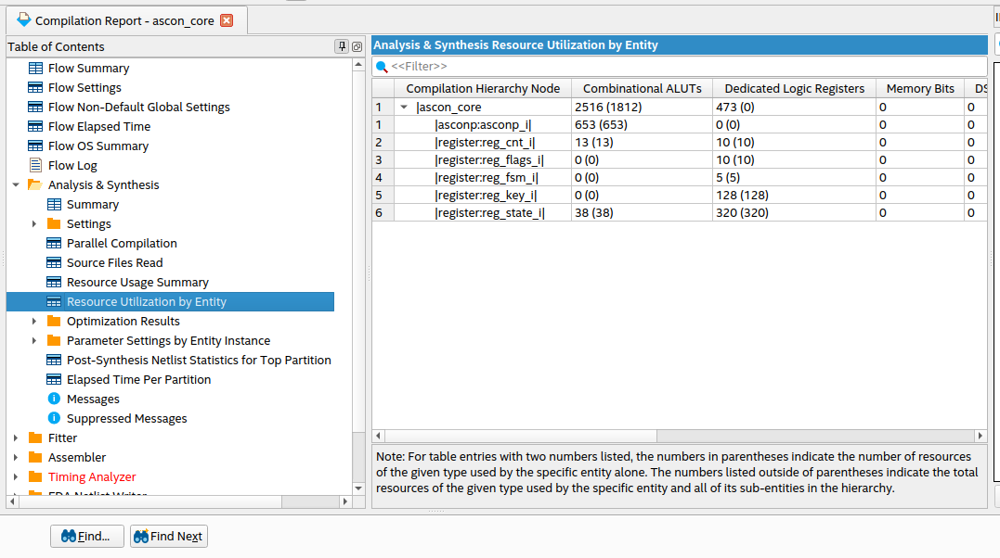 Compilation Report - ascon_core
Table of Contents
Flow Summary
Flow Settings
Flow Non-Default Global Settings
Flow Elapsed Time
Flow OS Summary
Flow Log
Analysis & Synthesis
Summary
Settings
Parallel Compilation
Source Files Read
Resource Usage Summary
Resource Utilization by Entity
Optimization Results
Parameter Settings by Entity Instance
Post-Synthesis Netlist Statistics for Top Partition
Elapsed Time Per Partition
Messages
Suppressed Messages
Fitter
Assembler
Timing Analyzer
EDA Netlist Writer
Analysis & Synthesis Resource Utilization by Entity
<<Filter>>
Compilation Hierarchy Node Combinational ALUTs Dedicated Logic Registers Memory Bits DS
1 |ascon_core 2516 (1812) 473 (0) 0 0
1 |asconp:asconp_i| 653 (653) 0 (0) 0 0
2 |register:reg_cnt_i| 13 (13) 10 (10) 0 0
3 |register:reg_flags_i| 0 (0) 10 (10) 0 0
4 |register:reg_fsm_i| 0 (0) 5 (5) 0 0
5 |register:reg_key_i| 0 (0) 128 (128) 0 0
6 |register:reg_state_i| 38 (38) 320 (320) 0 0
Note: For table entries with two numbers listed, the numbers in parentheses indicate the number of resources
of the given type used by the specific entity alone. The numbers listed outside of parentheses indicate the total
resources of the given type used by the specific entity and all of its sub-entities in the hierarchy.
Find...
Find Next